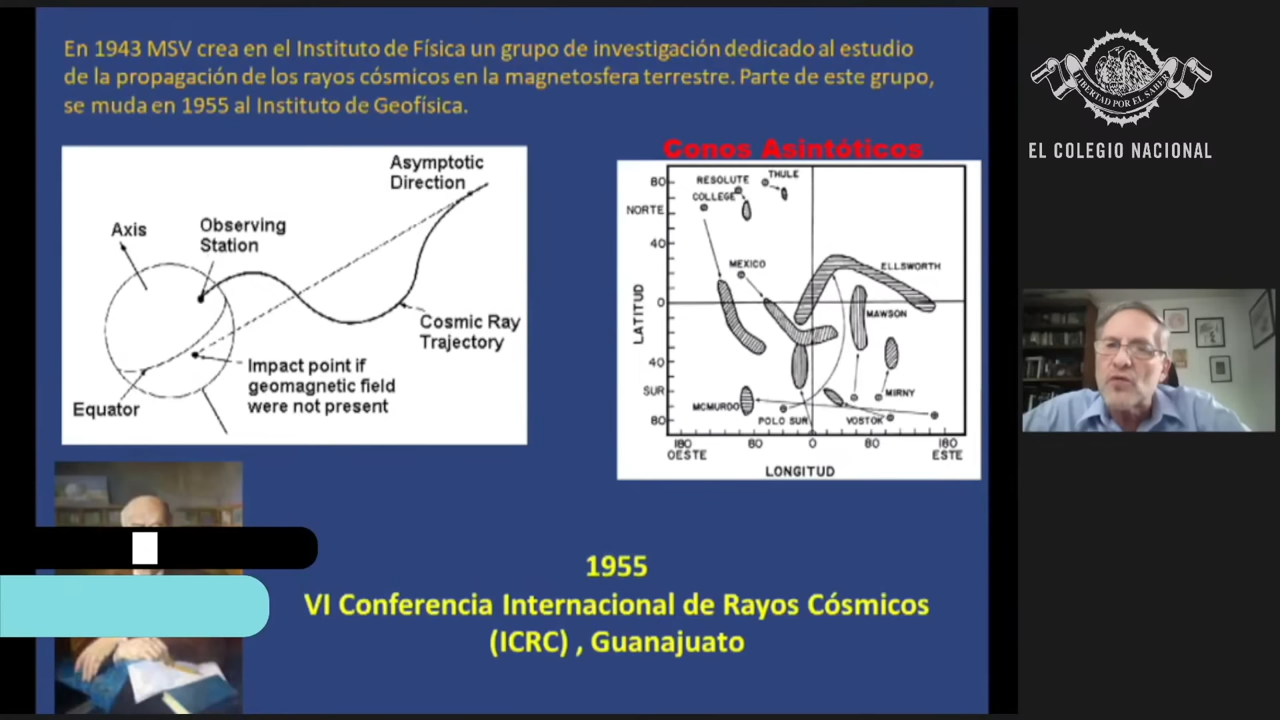 En 1943 MSV crea en el Instituto de Física un grupo de investigación dedicado al estudio
de la propagación de los rayos cósmicos en la magnetosfera terrestre. Parte de este grupo,
se muda en 1955 al Instituto de Geofísica.
Asymptotic
Direction
Axis
Observing
Station
Cosmic Ray
Trajectory
Impact point if
geomagnetic field
were not present
Equator
Conos Asintóticos
80
RESOLUTE
THULE
COLLEGE
NORTE
40
MEXICO
ELLSWORTH
LATITUD
0
MAWSON
40
SUR
MIRNY
MCMURDO
80
POLO SUR
VOSTOK
180
80
0
80
180
OESTE
ESTE
LONGITUD
1955
VI Conferencia Internacional de Rayos Cósmicos
(ICRC) , Guanajuato
LIBERTAD POR EL SABER
EL COLEGIO NACIONAL